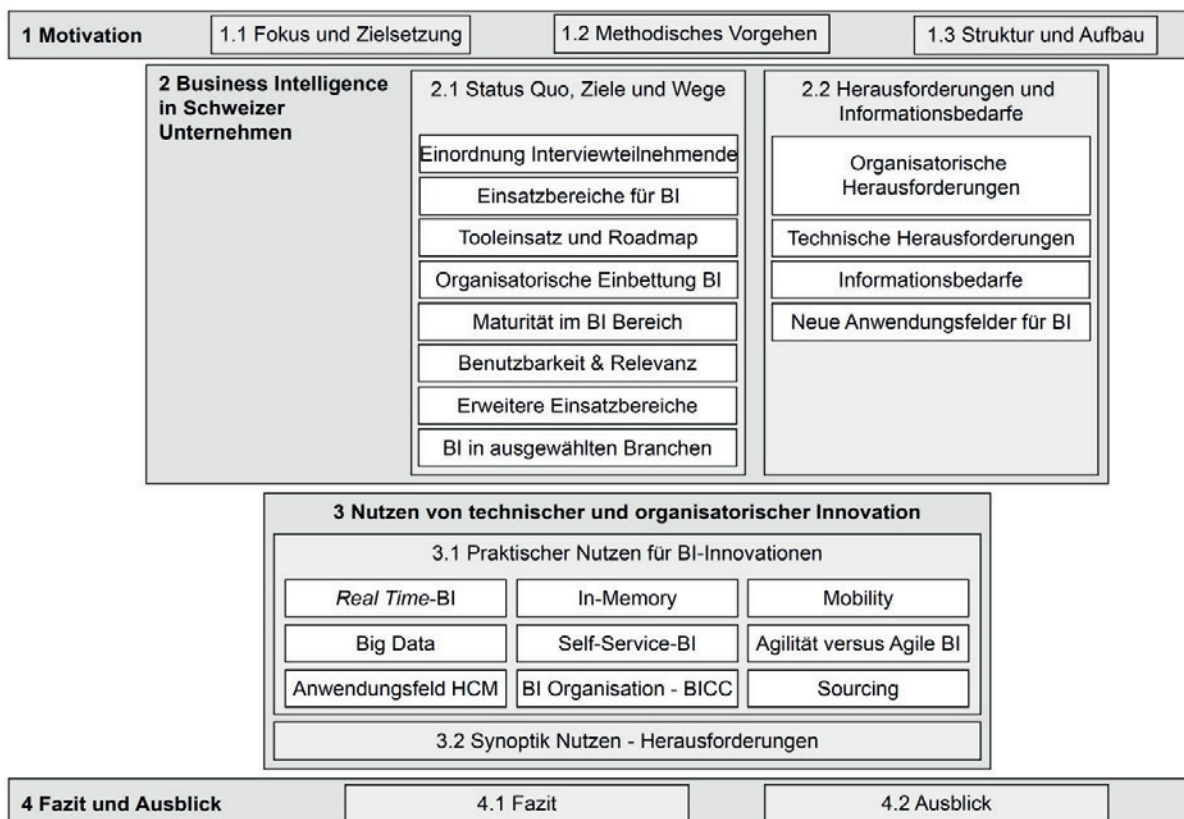 1 Motivation
1.1 Fokus und Zielsetzung
1.2 Methodisches Vorgehen
1.3 Struktur und Aufbau
2 Business Intelligence
in Schweizer
Unternehmen
2.1 Status Quo, Ziele und Wege
Einordnung Interviewteilnehmende
Einsatzbereiche für BI
Tooleinsatz und Roadmap
Organisatorische Einbettung BI
Maturität im BI Bereich
Benutzbarkeit & Relevanz
Erweitere Einsatzbereiche
BI in ausgewählten Branchen
2.2 Herausforderungen und
Informationsbedarfe
Organisatorische
Herausforderungen
Technische Herausforderungen
Informationsbedarfe
Neue Anwendungsfelder für BI
3 Nutzen von technischer und organisatorischer Innovation
3.1 Praktischer Nutzen für BI-Innovationen
Real Time-BI
In-Memory
Mobility
Big Data
Self-Service-BI
Agilität versus Agile BI
Anwendungsfeld HCM
BI Organisation - BICC
Sourcing
3.2 Synoptik Nutzen - Herausforderungen
4 Fazit und Ausblick
4.1 Fazit
4.2 Ausblick